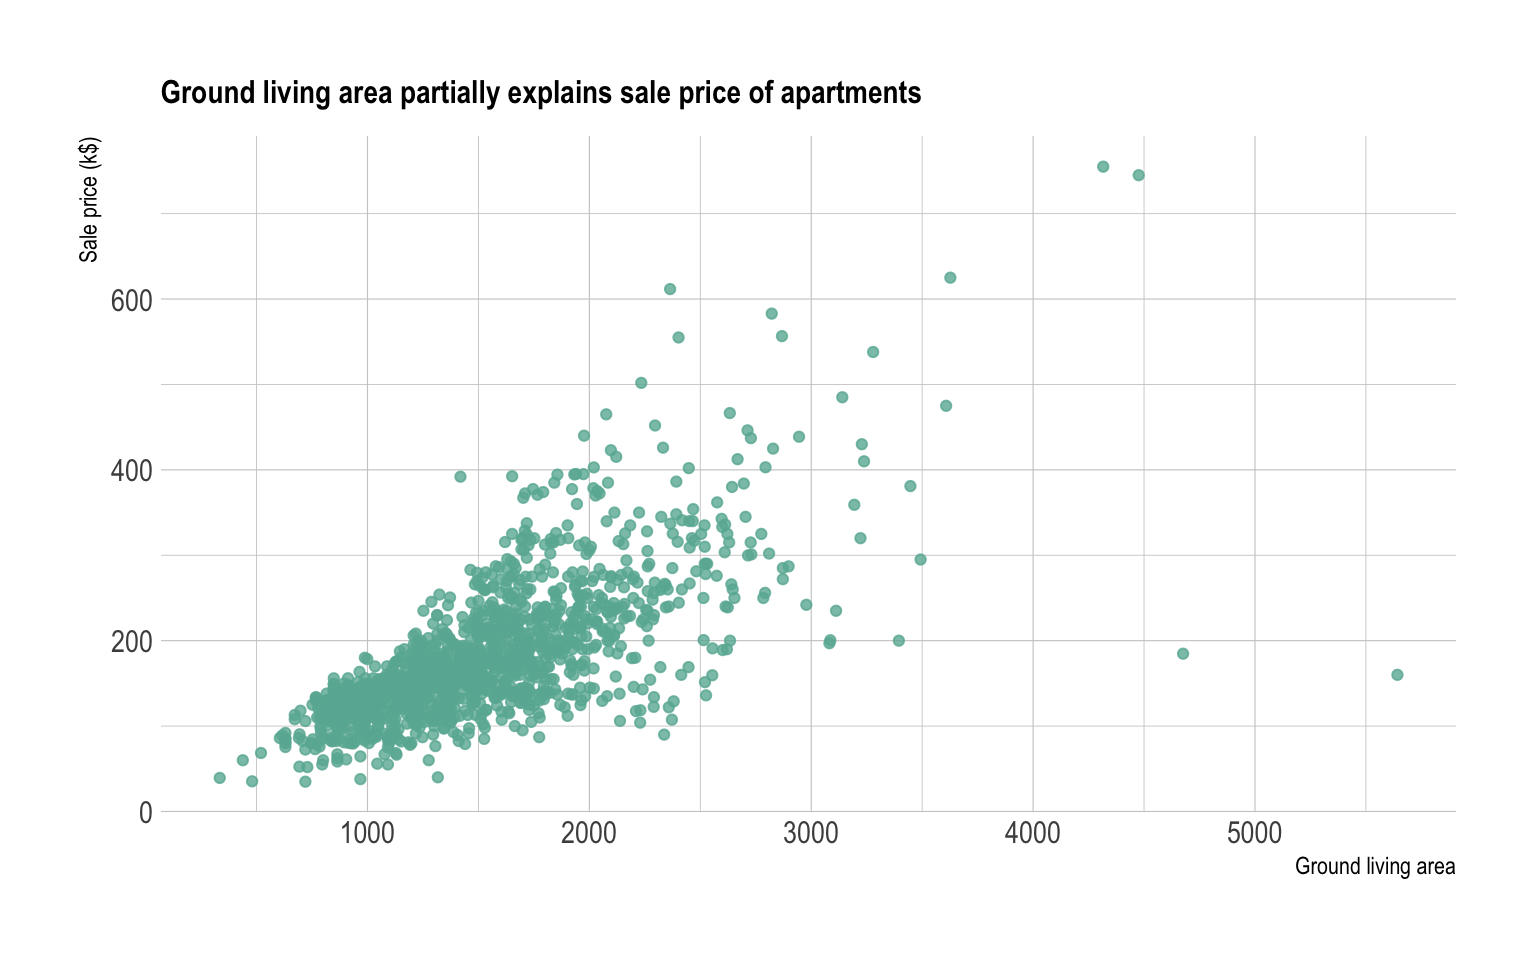 Ground living area partially explains sale price of apartments
Sale price (k$)
600
400
200
0
1000 2000 3000 4000 5000
Ground living area